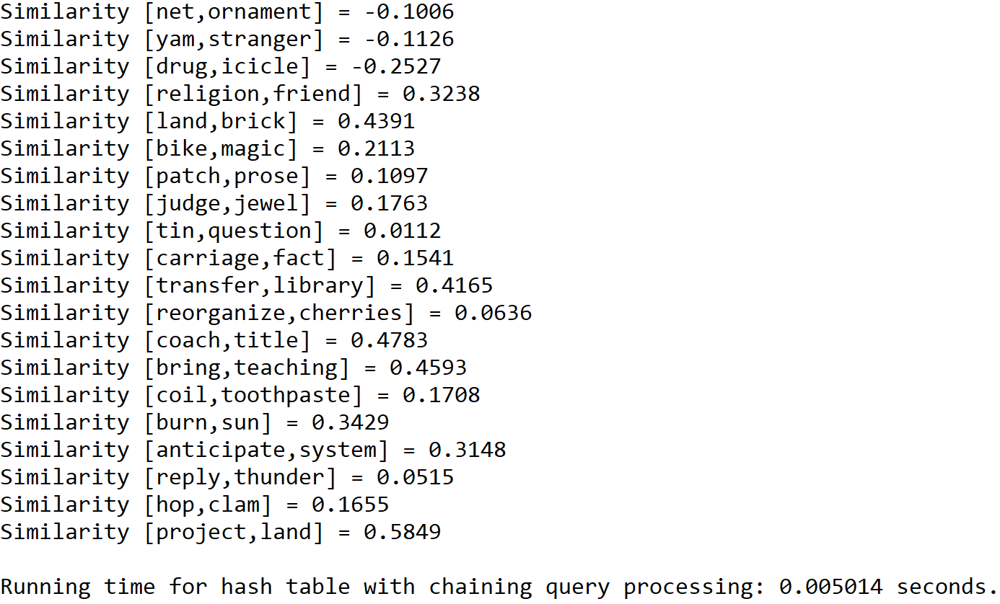 Similarity [net,ornament] = -0.1006
Similarity [yam,stranger] = -0.1126
Similarity [drug,icicle] = -0.2527
Similarity [religion,friend] = 0.3238
Similarity [land,brick] = 0.4391
Similarity [bike,magic] = 0.2113
Similarity [patch,prose] = 0.1097
Similarity [judge,jewel] = 0.1763
Similarity [tin,question] = 0.0112
Similarity [carriage,fact] = 0.1541
Similarity [transfer,library] = 0.4165
Similarity [reorganize,cherries] = 0.0636
Similarity [coach,title] = 0.4783
Similarity [bring,teaching] = 0.4593
Similarity [coil,toothpaste] = 0.1708
Similarity [burn,sun] = 0.3429
Similarity [anticipate,system] = 0.3148
Similarity [reply,thunder] = 0.0515
Similarity [hop,clam] = 0.1655
Similarity [project,land] = 0.5849

Running time for hash table with chaining query processing: 0.005014 seconds.